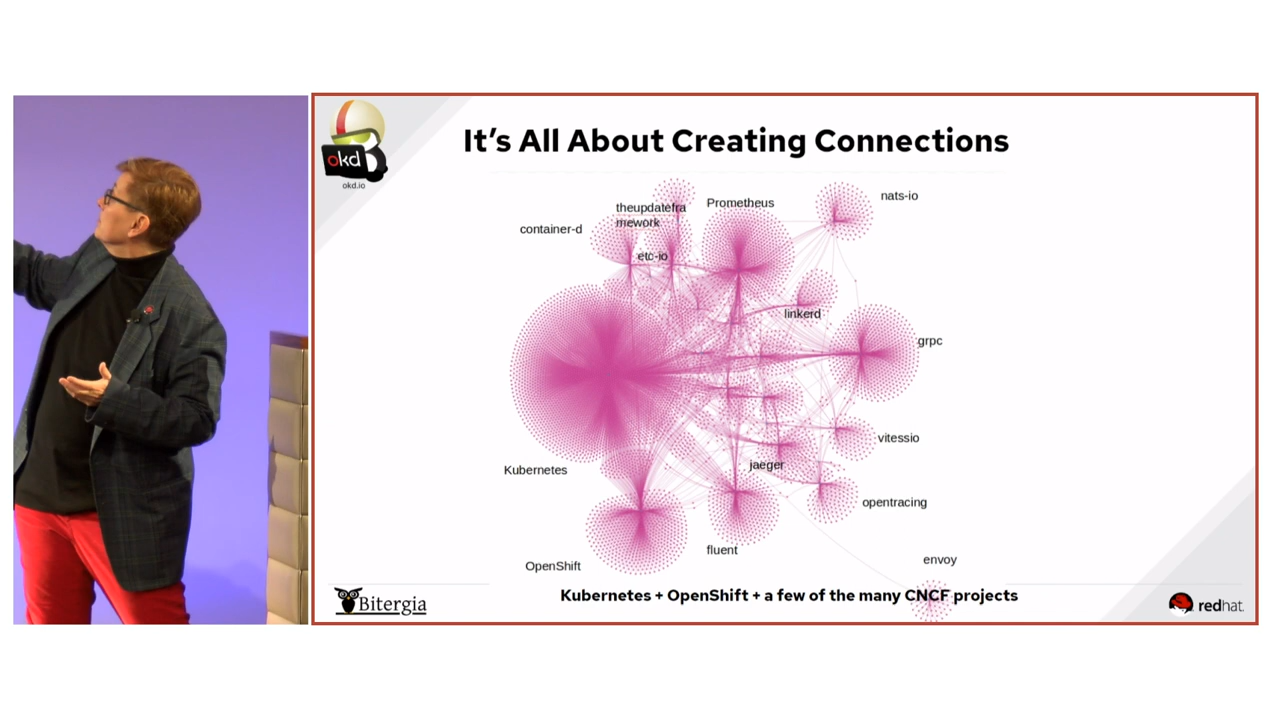 okd
okd.io
It's All About Creating Connections
theupdatefra
mework
Prometheus
nats-io
container-d
etc-io
linkerd
grpc
vitessio
jaeger
Kubernetes
opentracing
fluent
envoy
OpenShift
Kubernetes + OpenShift + a few of the many CNCF projects
Bitergia
redhat.